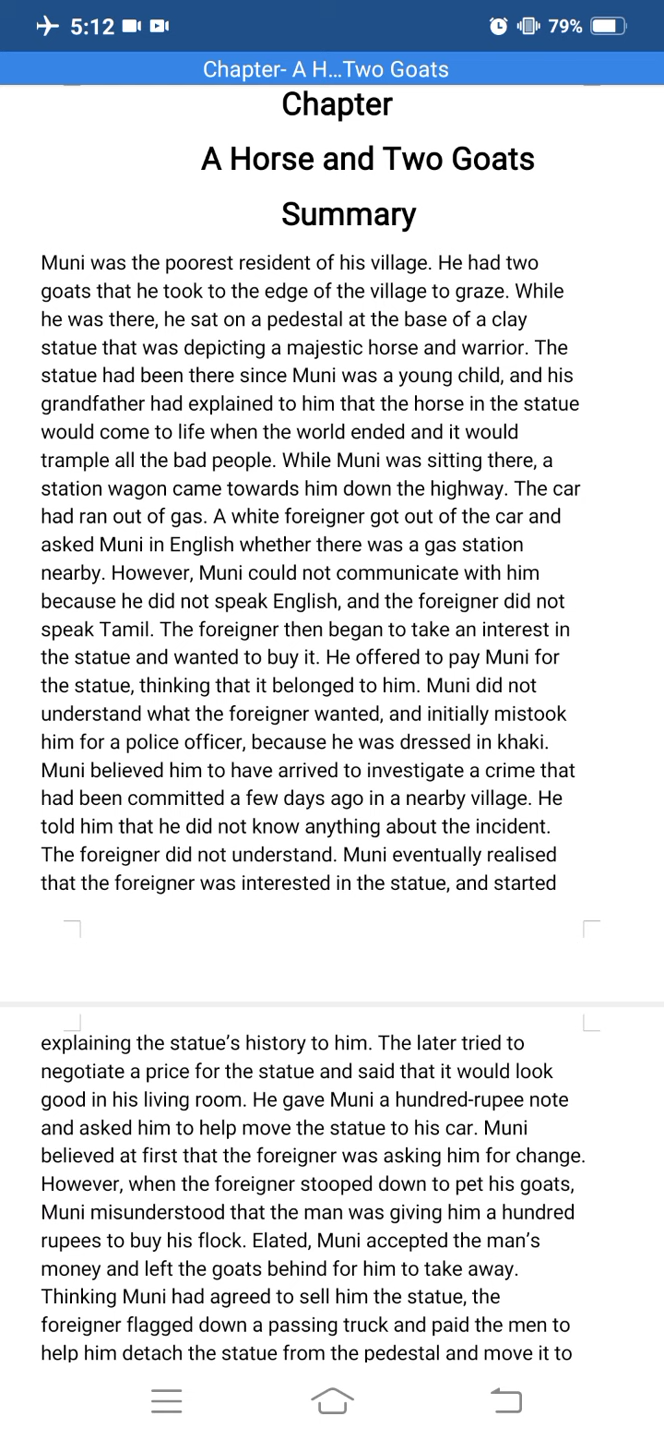 5:12
79%
Chapter- A H...Two Goats
Chapter
A Horse and Two Goats
Summary
Muni was the poorest resident of his village. He had two
goats that he took to the edge of the village to graze. While
he was there, he sat on a pedestal at the base of a clay
statue that was depicting a majestic horse and warrior. The
statue had been there since Muni was a young child, and his
grandfather had explained to him that the horse in the statue
would come to life when the world ended and it would
trample all the bad people. While Muni was sitting there, a
station wagon came towards him down the highway. The car
had ran out of gas. A white foreigner got out of the car and
asked Muni in English whether there was a gas station
nearby. However, Muni could not communicate with him
because he did not speak English, and the foreigner did not
speak Tamil. The foreigner then began to take an interest in
the statue and wanted to buy it. He offered to pay Muni for
the statue, thinking that it belonged to him. Muni did not
understand what the foreigner wanted, and initially mistook
him for a police officer, because he was dressed in khaki.
Muni believed him to have arrived to investigate a crime that
had been committed a few days ago in a nearby village. He
told him that he did not know anything about the incident.
The foreigner did not understand. Muni eventually realised
that the foreigner was interested in the statue, and started
explaining the statue’s history to him. The later tried to
negotiate a price for the statue and said that it would look
good in his living room. He gave Muni a hundred-rupee note
and asked him to help move the statue to his car. Muni
believed at first that the foreigner was asking him for change.
However, when the foreigner stooped down to pet his goats,
Muni misunderstood that the man was giving him a hundred
rupees to buy his flock. Elated, Muni accepted the man’s
money and left the goats behind for him to take away.
Thinking Muni had agreed to sell him the statue, the
foreigner flagged down a passing truck and paid the men to
help him detach the statue from the pedestal and move it to